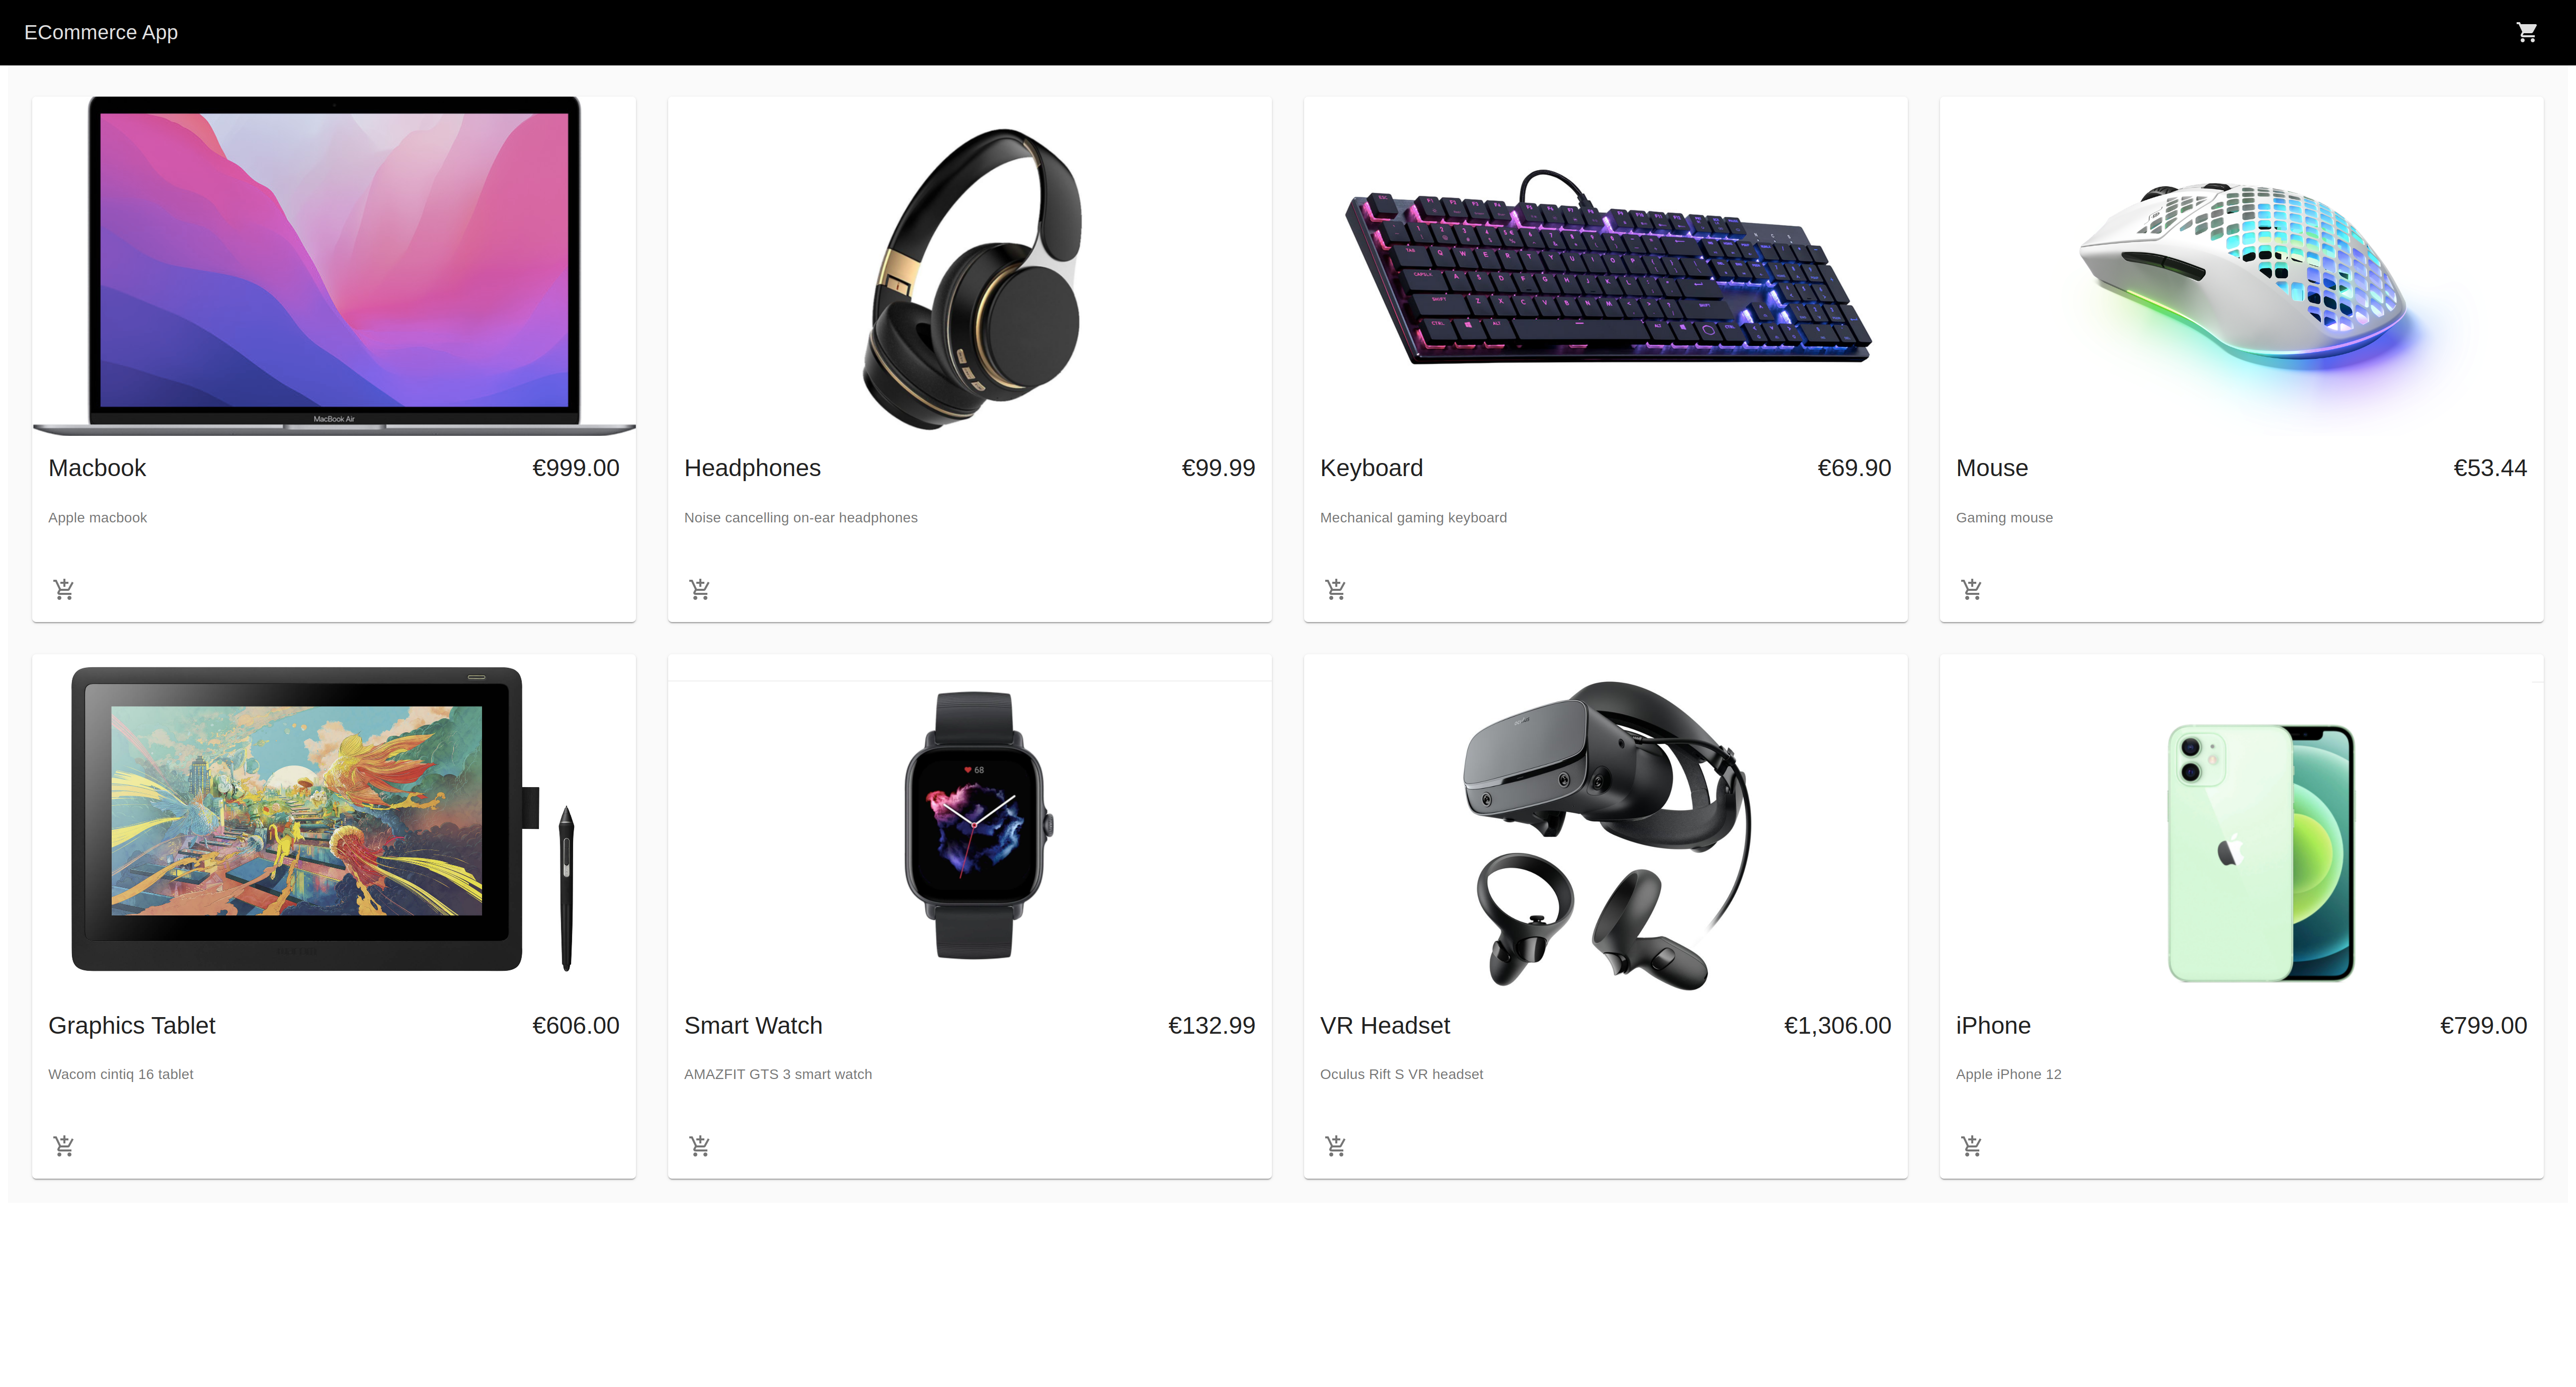 ECommerce App
MacBook Air
Macbook €999.00
Apple macbook
Headphones €99.99
Noise cancelling on-ear headphones
Keyboard €69.90
Mechanical gaming keyboard
Mouse €53.44
Gaming mouse
68
Graphics Tablet €606.00
Wacom cintiq 16 tablet
Smart Watch €132.99
AMAZFIT GTS 3 smart watch
VR Headset €1,306.00
Oculus Rift S VR headset
iPhone €799.00
Apple iPhone 12